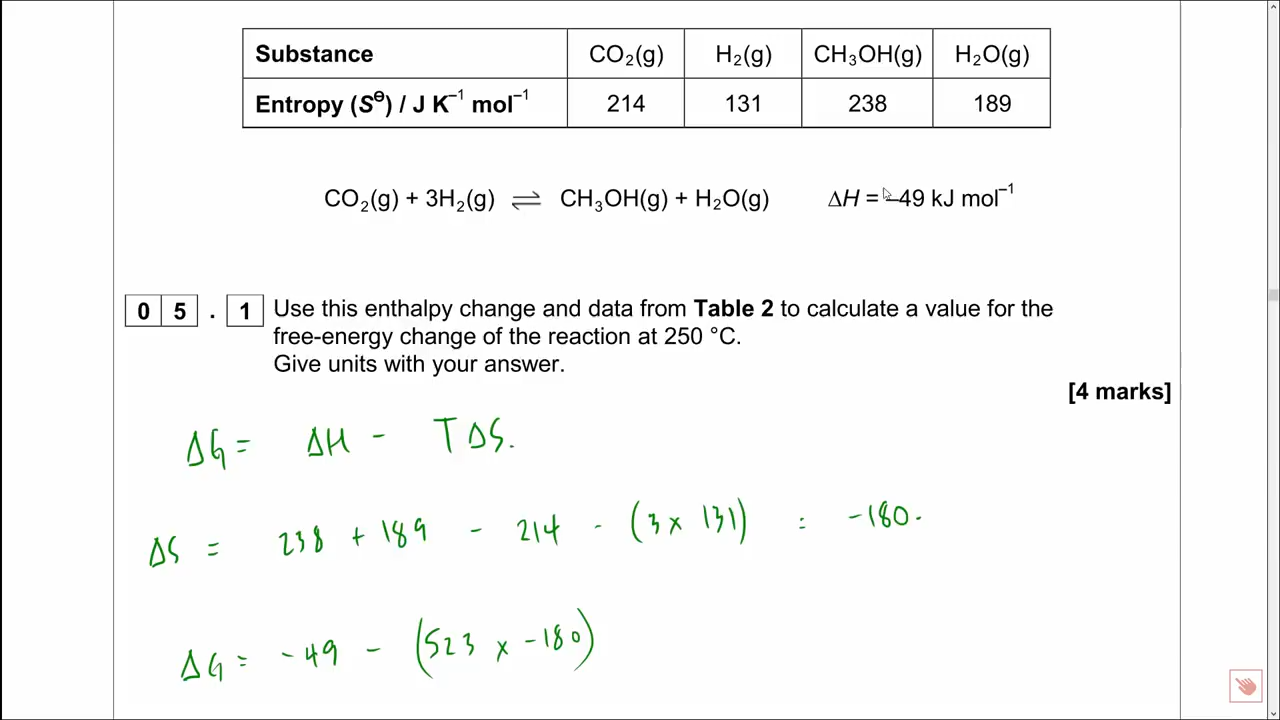 Substance CO₂(g) H₂(g) CH₃OH(g) H₂O(g)
Entropy (S⦵) / J K⁻¹ mol⁻¹ 214 131 238 189
CO₂(g) + 3H₂(g) ⇌ CH₃OH(g) + H₂O(g) ΔH = –49 kJ mol⁻¹
0 5 . 1 Use this enthalpy change and data from Table 2 to calculate a value for the
free-energy change of the reaction at 250 °C.
Give units with your answer.
[4 marks]
ΔG = ΔH - TΔS.
ΔS = 238 + 189 - 214 - (3 x 131) : -180.
ΔG = -49 - (523 x -180)